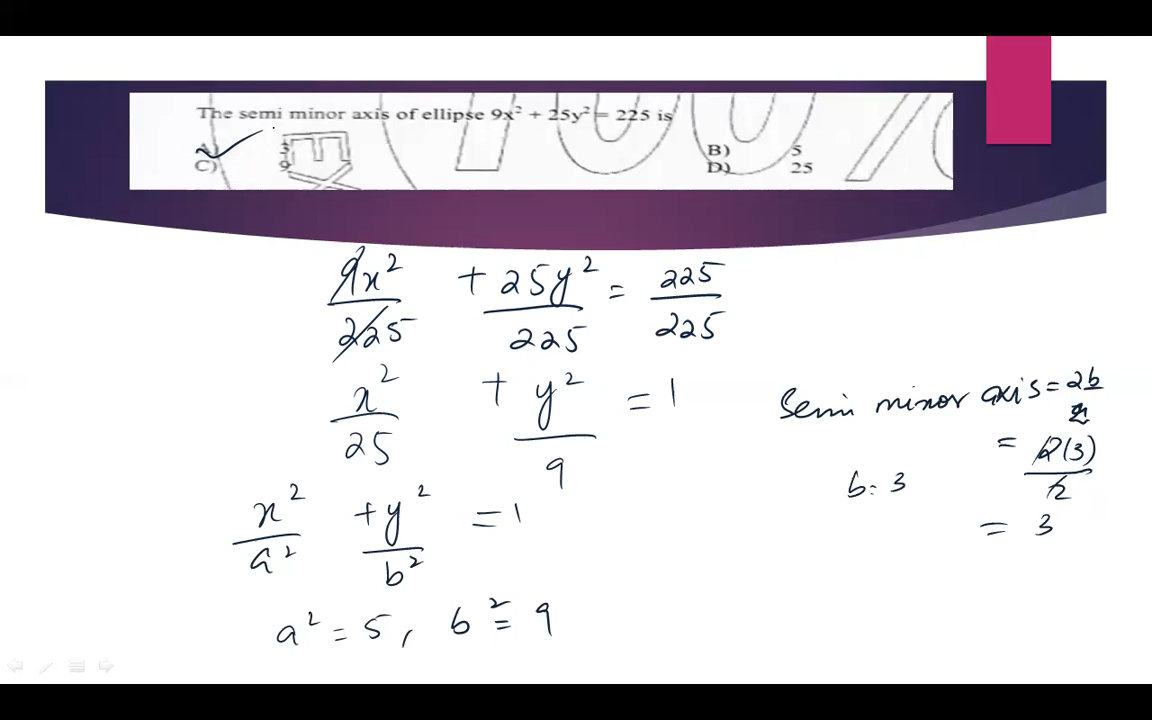 The semi minor axis of ellipse 9x² + 25y² = 225 is
A) 3 B) 5
C) 9 D) 25
9x²/225 + 25y²/225 = 225/225
x²/25 + y²/9 = 1
x²/a² + y²/b² = 1
a² = 5, b² = 9
Semi minor axis = 2b/2
= 2(3)/2
b = 3
= 3